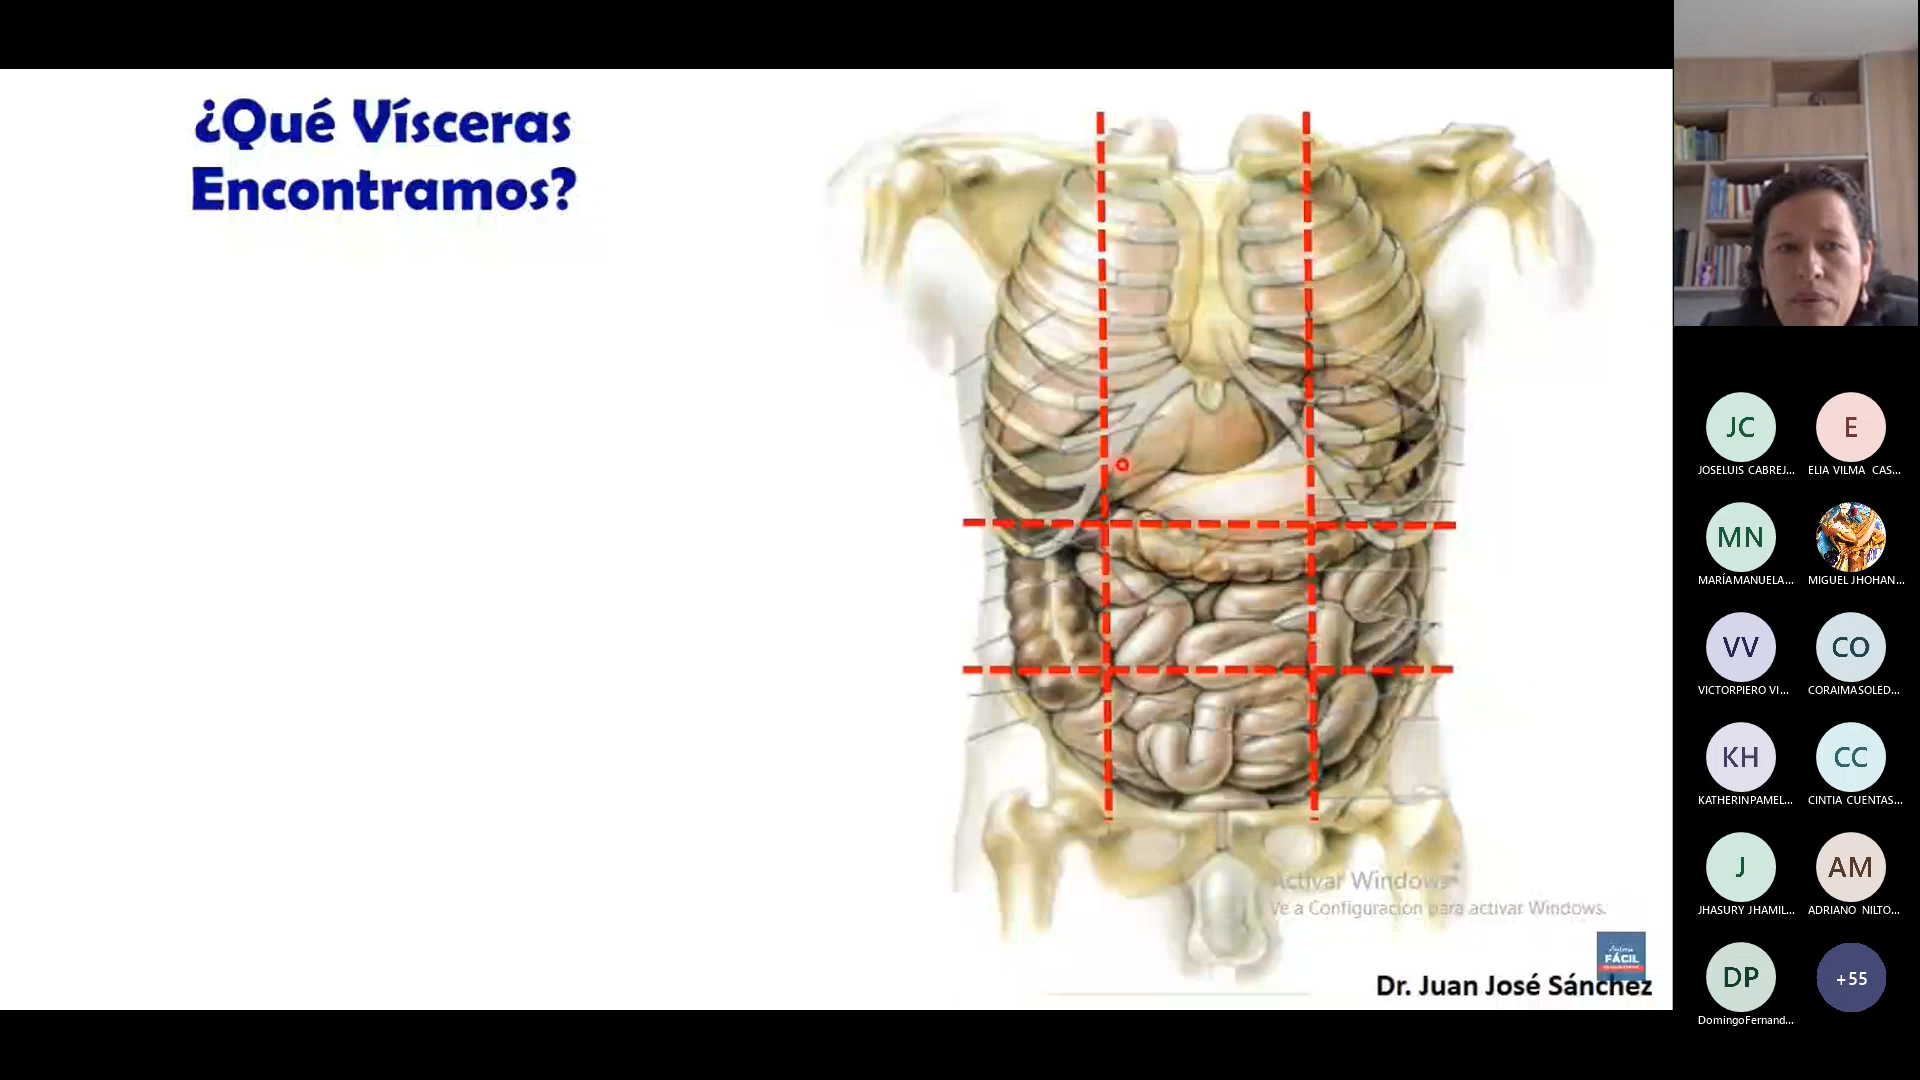 ¿Qué Vísceras
Encontramos?
Activar Windows
Ve a Configuración para activar Windows.
FÁCIL
Dr. Juan José Sánchez
JC
E
JOSELUIS CABREJ...
ELIA VILMA CAS...
MN
MARÍAMANUELA...
MIGUEL JHOHAN...
VV
CO
VICTORPIERO VI...
CORAIMASOLED...
KH
CC
KATHERINPAMEL...
CINTIA CUENTAS...
J
AM
JHASURY JHAMIL...
ADRIANO NILTO...
DP
+55
DomingoFernand...